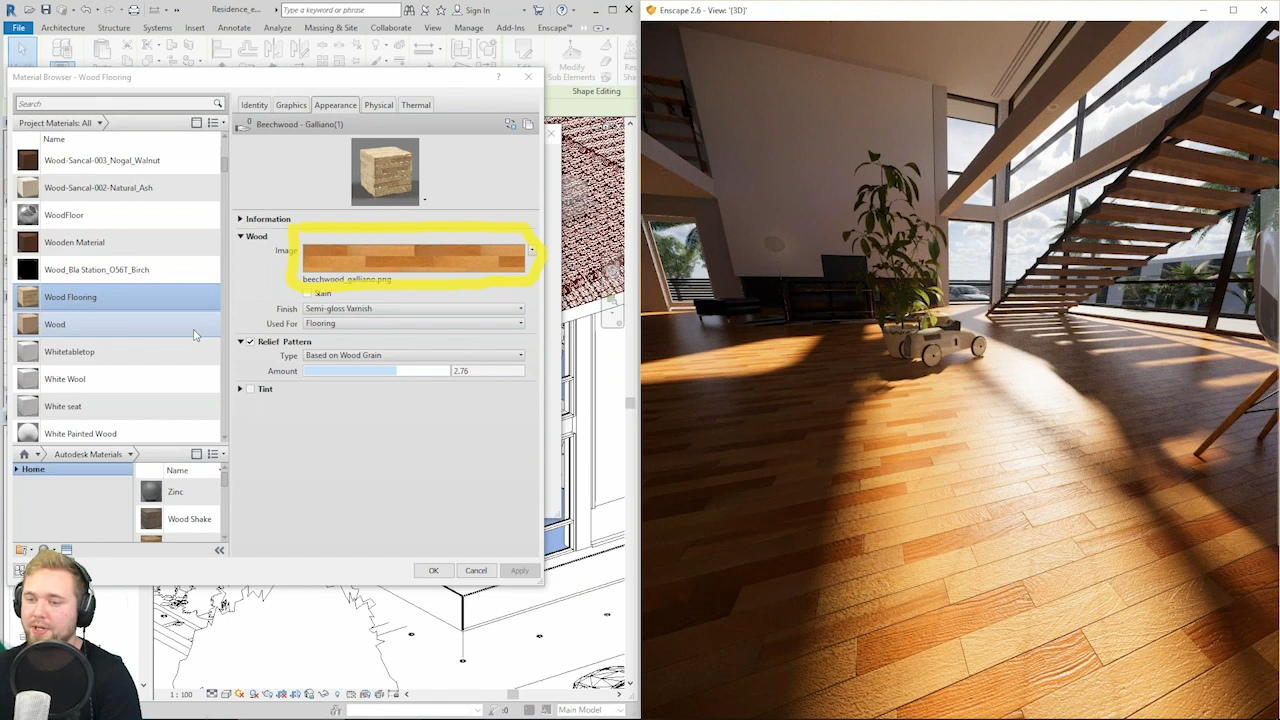 Residence_e...
Type a keyword or phrase
Sign In
Enscape 2.6 - View: '{3D}'
File Architecture Structure Systems Insert Annotate Analyze Massing & Site Collaborate View Manage Add-Ins Enscape™
Modify
Sub Elements
Shape Editing
Material Browser - Wood Flooring
Search
Identity Graphics Appearance Physical Thermal
Project Materials: All
Beechwood - Galliano(1)
Name
Wood-Sancal-003_Nogal_Walnut
Wood-Sancal-002-Natural_Ash
WoodFloor
Wooden Material
Wood_Bla Station_O56T_Birch
Wood Flooring
Wood
Whitetabletop
White Wool
White seat
White Painted Wood
Information
Wood
Image
beechwood_galliano.png
Stain
Finish Semi-gloss Varnish
Used For Flooring
Relief Pattern
Type Based on Wood Grain
Amount 2.76
Tint
Autodesk Materials
Home
Name
Zinc
Wood Shake
OK Cancel Apply
1 : 100
:0
Main Model